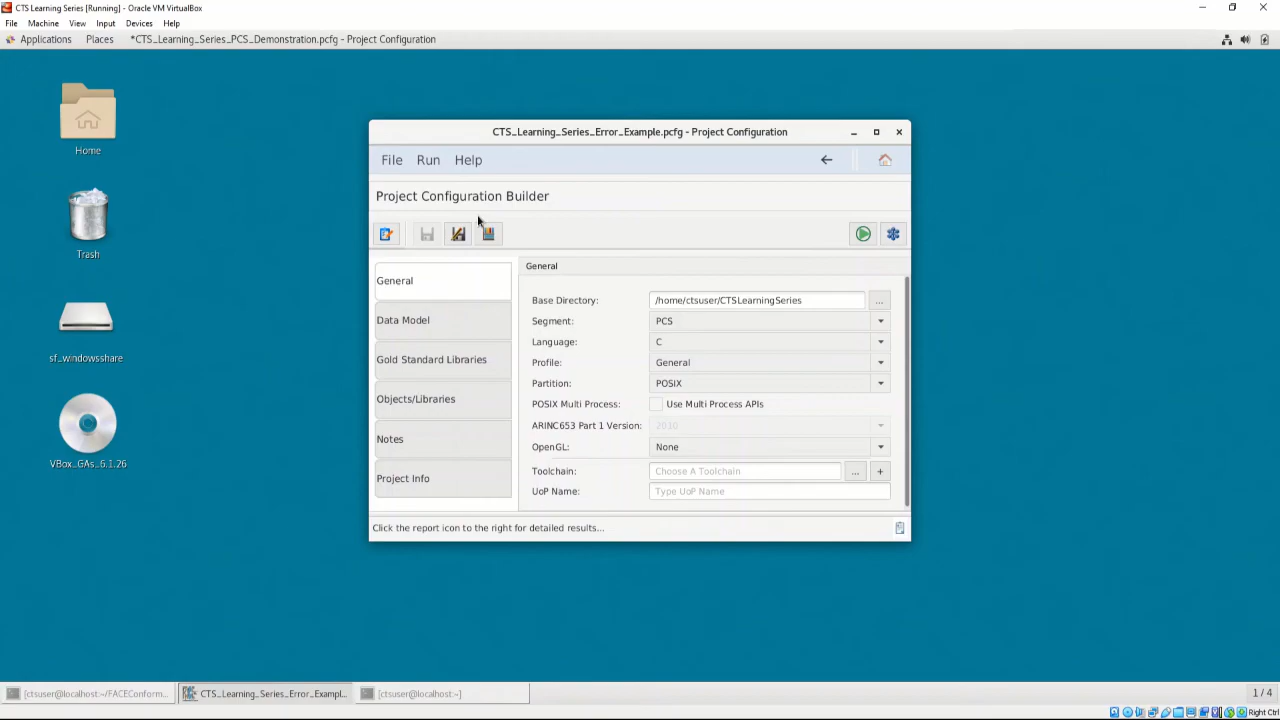 CTS Learning Series [Running] - Oracle VM VirtualBox
File Machine View Input Devices Help
Applications Places *CTS_Learning_Series_PCS_Demonstration.pcfg - Project Configuration
Home
Trash
sf_windowsshare
VBox_GAs_6.1.26
CTS_Learning_Series_Error_Example.pcfg - Project Configuration
File Run Help
Project Configuration Builder
General
Data Model
Gold Standard Libraries
Objects/Libraries
Notes
Project Info
General
Base Directory: /home/ctsuser/CTSLearningSeries ...
Segment: PCS
Language: C
Profile: General
Partition: POSIX
POSIX Multi Process: Use Multi Process APIs
ARINC653 Part 1 Version: 2010
OpenGL: None
Toolchain: Choose A Toolchain ... +
UoP Name: Type UoP Name
Click the report icon to the right for detailed results...
[ctsuser@localhost:~/FACEConform... CTS_Learning_Series_Error_Exampl... [ctsuser@localhost:~] 1 / 4
Right Ctrl